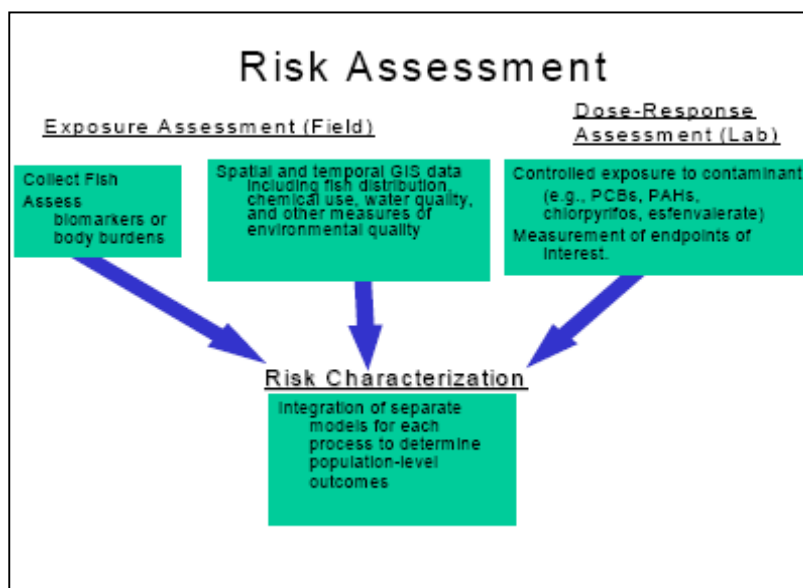 Risk Assessment
Exposure Assessment (Field)
Dose-Response
Assessment (Lab)
Collect Fish
Assess
biomarkers or
body burdens
Spatial and temporal GIS data
including fish distribution,
chemical use, water quality,
and other measures of
environmental quality
Controlled exposure to contaminant
(e.g., PCBs, PAHs,
chlorpyrifos, esfenvalerate)
Measurement of endpoints of
interest.
Risk Characterization
Integration of separate
models for each
process to determine
population-level
outcomes